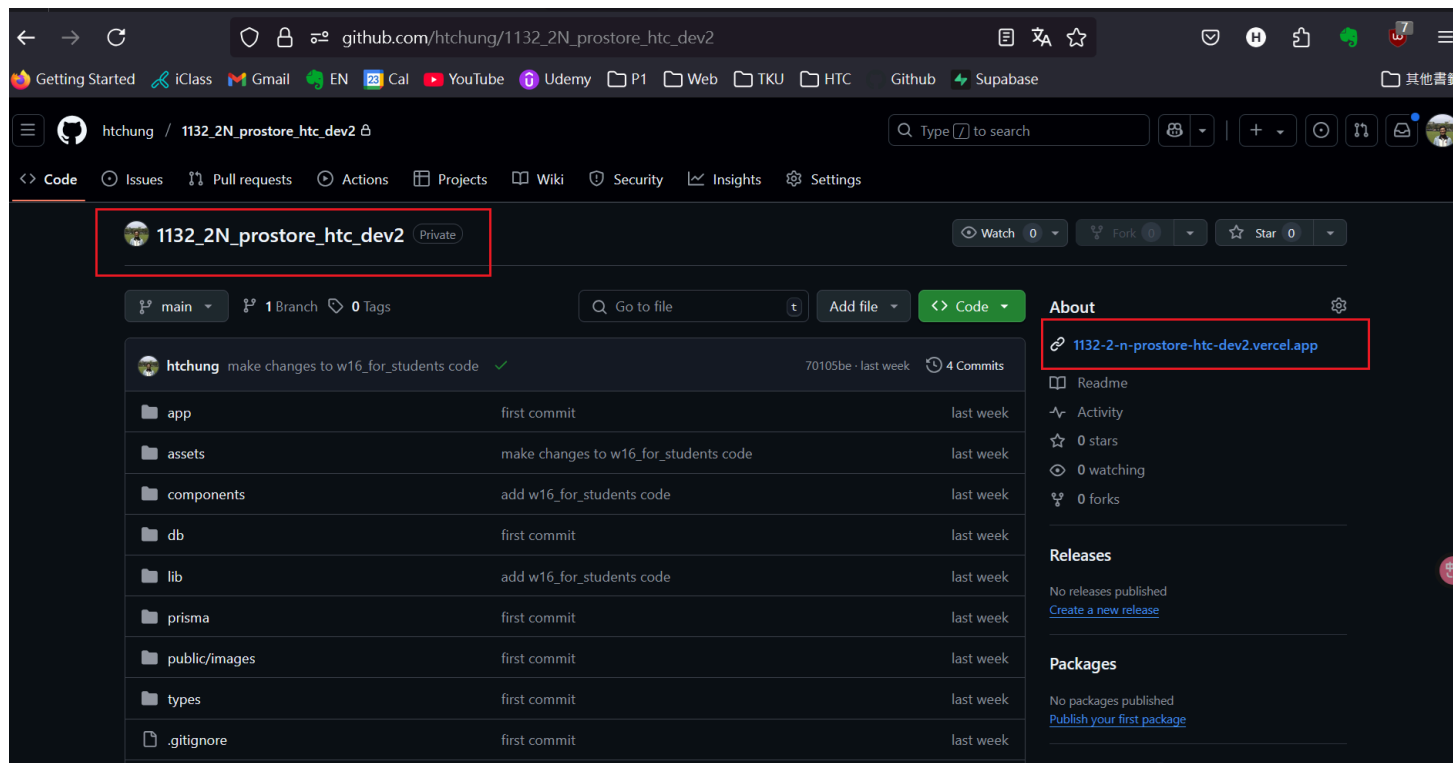 github.com/htchung/1132_2N_prostore_htc_dev2
7
Getting Started iClass Gmail EN 23 Cal YouTube Udemy P1 Web TKU HTC Github Supabase 其他書籤
htchung / 1132_2N_prostore_htc_dev2 Type / to search
Code Issues Pull requests Actions Projects Wiki Security Insights Settings
1132_2N_prostore_htc_dev2 Private Watch 0 Fork 0 Star 0
main 1 Branch 0 Tags Go to file t Add file Code
About
1132-2-n-prostore-htc-dev2.vercel.app
htchung make changes to w16_for_students code 70105be · last week 4 Commits
Readme
app first commit last week
Activity
0 stars
assets make changes to w16_for_students code last week
0 watching
components add w16_for_students code last week
0 forks
db first commit last week
Releases
lib add w16_for_students code last week
No releases published
Create a new release
prisma first commit last week
public/images first commit last week
Packages
types first commit last week
No packages published
Publish your first package
.gitignore first commit last week